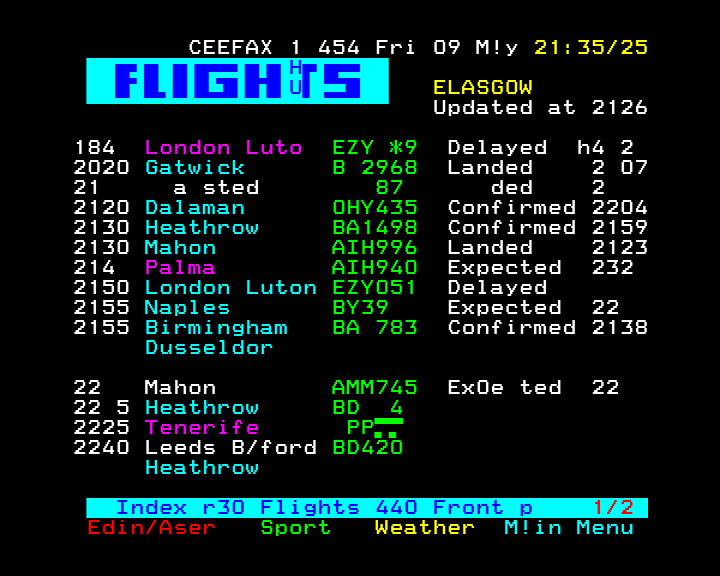 CEEFAX 1 454 Fri 09 M!y 21:35/25
FLIGHTS
ELASGOW
Updated at 2126
184 London Luto EZY *9 Delayed h4 2
2020 Gatwick B 2968 Landed 2 07
21 a sted 87 ded 2
2120 Dalaman OHY435 Confirmed 2204
2130 Heathrow BA1498 Confirmed 2159
2130 Mahon AIH996 Landed 2123
214 Palma AIH940 Expected 232
2150 London Luton EZY051 Delayed
2155 Naples BY39 Expected 22
2155 Birmingham BA 783 Confirmed 2138
Dusseldor
22 Mahon AMM745 ExOe ted 22
22 5 Heathrow BD 4
2225 Tenerife PP
2240 Leeds B/ford BD420
Heathrow
Index r30 Flights 440 Front p 1/2
Edin/Aser Sport Weather M!in Menu